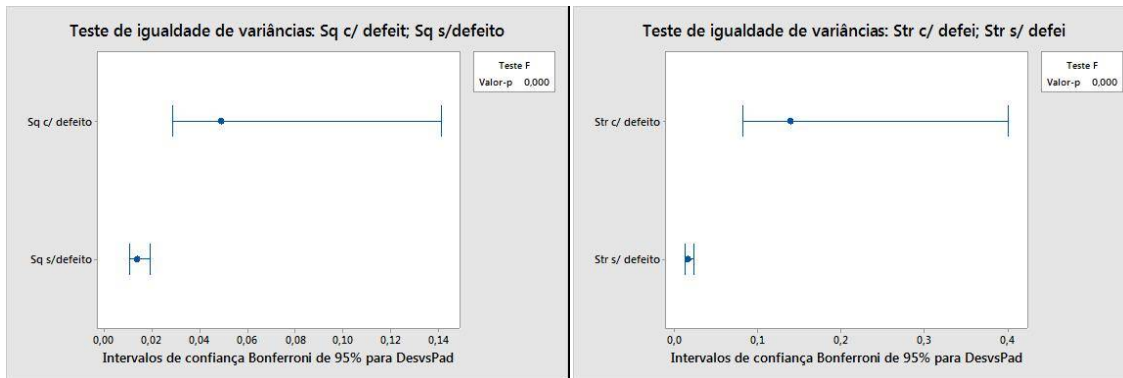 Teste de igualdade de variâncias: Sq c/ defeit; Sq s/defeito
Teste F
Valor-p 0,000
Sq c/ defeito
Sq s/defeito
0,00 0,02 0,04 0,06 0,08 0,10 0,12 0,14
Intervalos de confiança Bonferroni de 95% para DesvsPad
Teste de igualdade de variâncias: Str c/ defei; Str s/ defei
Teste F
Valor-p 0,000
Str c/ defeito
Str s/ defeito
0,0 0,1 0,2 0,3 0,4
Intervalos de confiança Bonferroni de 95% para DesvsPad